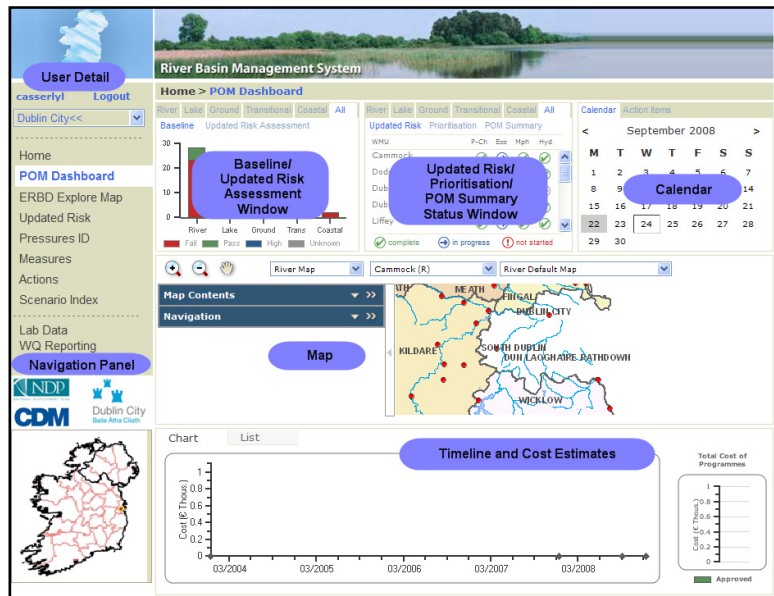 User Detail
casserlyl Logout
Dublin City<<
Home
POM Dashboard
ERBD Explore Map
Updated Risk
Pressures ID
Measures
Actions
Scenario Index
Lab Data
WQ Reporting
Navigation Panel
NDP
CDM
Dublin City
Baile Átha Cliath
River Basin Management System
Home > POM Dashboard
River Lake Ground Transitional Coastal All
Baseline Updated Risk Assessment
30
20
10
0
Baseline/
Updated Risk
Assessment
Window
River Lake Ground Trans Coastal
Fail Pass High Unknown
River Lake Ground Transitional Coastal All
Updated Risk Prioritisation POM Summary
WMU P-Ch Eco Mph Hyd
Cammock
Liffey
Updated Risk/
Prioritisation/
POM Summary
Status Window
complete in progress not started
Calendar Action Items
< September 2008 >
M T W T F S S
1 2 3 4 5 6 7
8 9 14
Calendar
15 16 17 18 19 20 21
22 23 24 25 26 27 28
29 30
River Map Cammock (R) River Default Map
Map Contents >>
Navigation >>
Map
MEATH
FINGAL
DUBLIN CITY
KILDARE
SOUTH DUBLIN
DUN LAOGHAIRE RATHDOWN
WICKLOW
Chart List
Timeline and Cost Estimates
Cost (€ Thous.)
1
0.8
0.6
0.4
0.2
0
03/2004 03/2005 03/2006 03/2007 03/2008
Total Cost of
Programmes
Cost (€ Thous.)
1
0.8
0.6
0.4
0.2
0
Approved